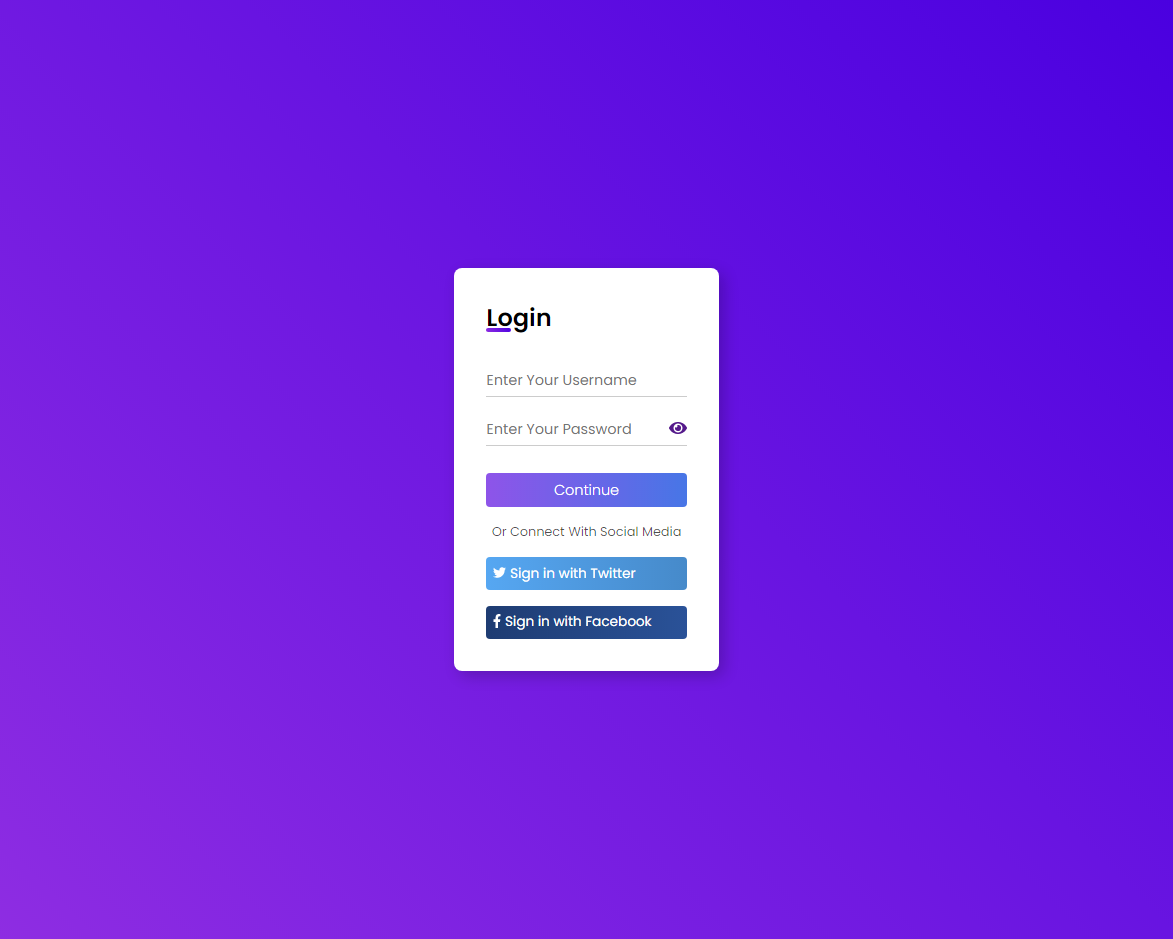 Login
Enter Your Username
Enter Your Password
Continue
Or Connect With Social Media
Sign in with Twitter
Sign in with Facebook